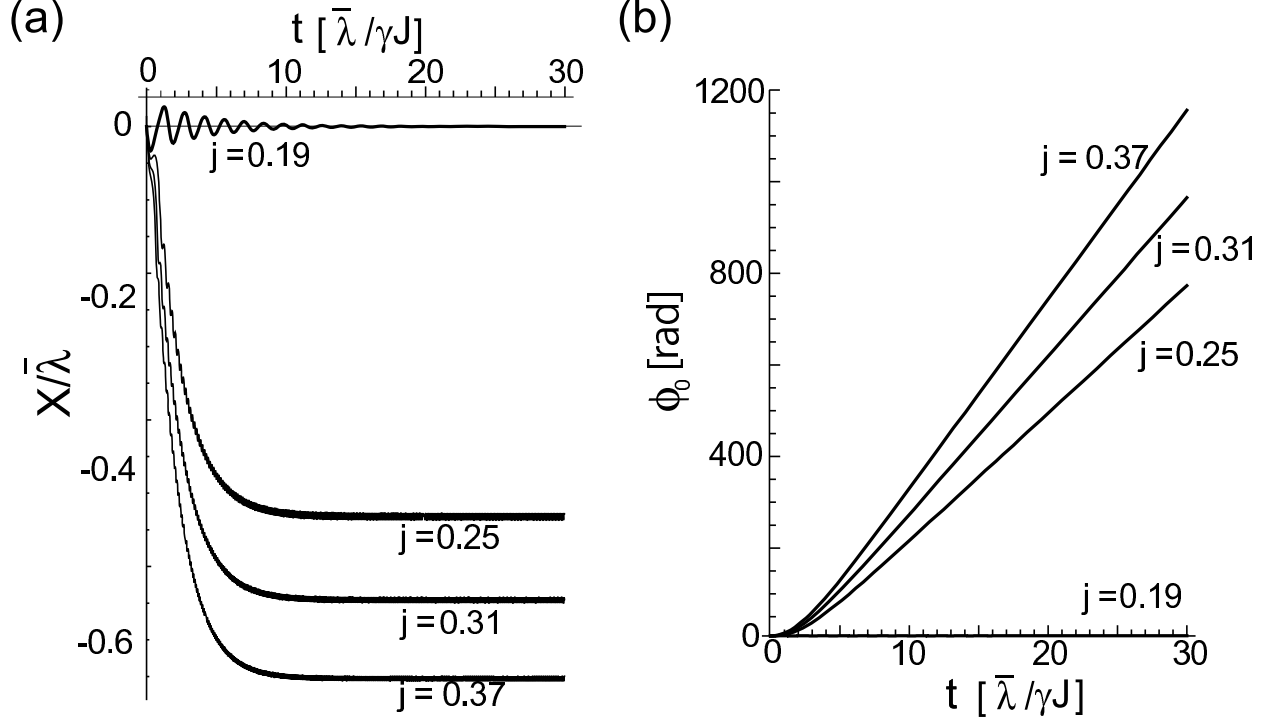 (a)
t [ λ̄ /γJ]
0 10 20 30
0
-0.2
-0.4
-0.6
X/λ̄
j =0.19
j =0.25
j =0.31
j =0.37
(b)
1200
800
400
0
ϕ₀ [rad]
j = 0.37
j =0.31
j =0.25
j =0.19
0 10 20 30
t [ λ̄ /γJ]